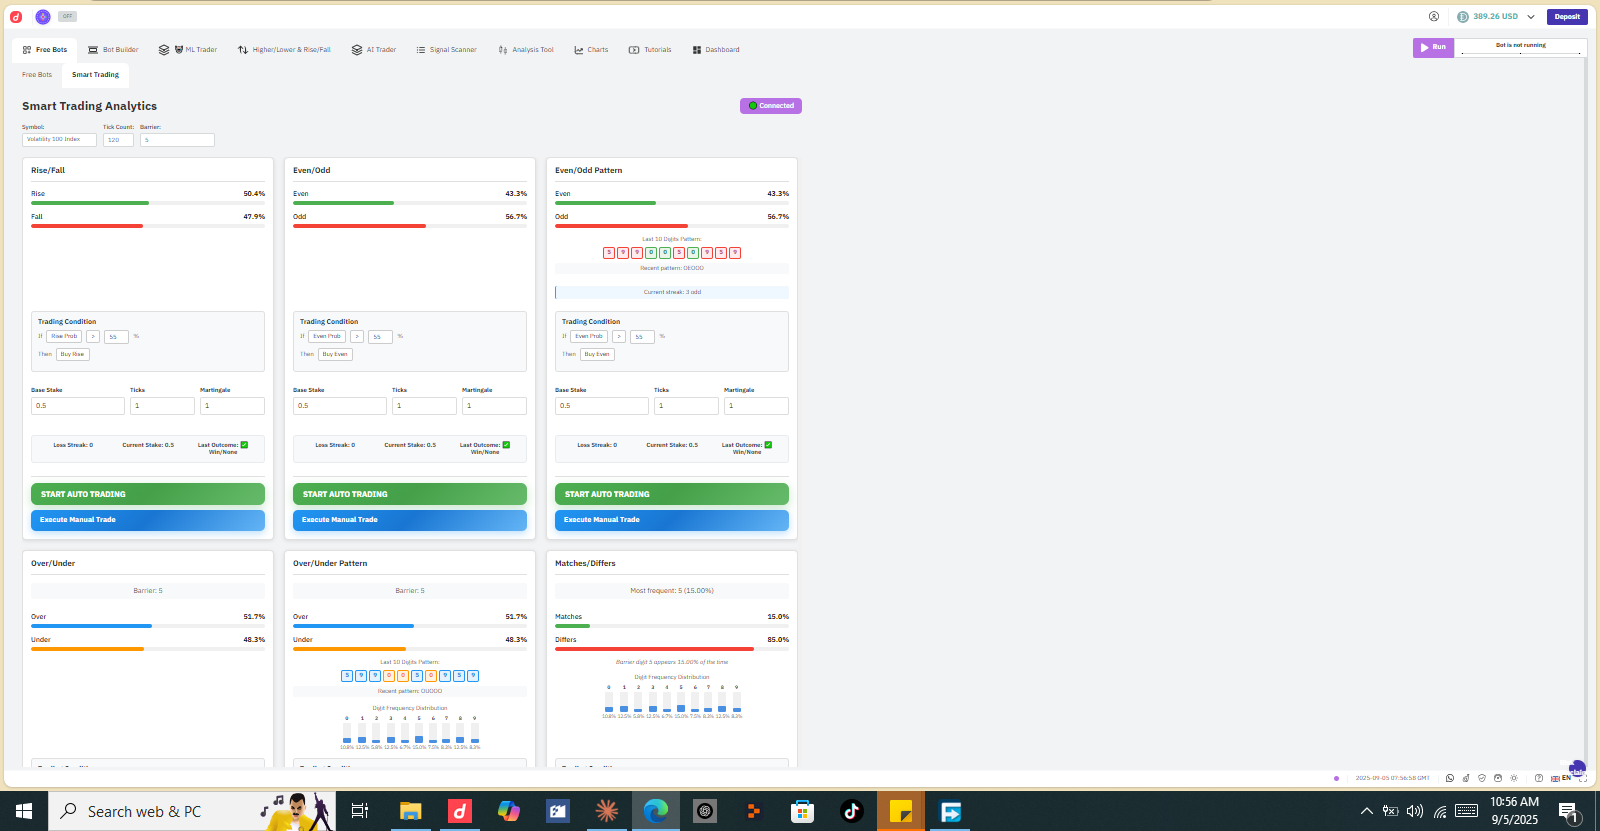 OFF
389.26 USD
Deposit
Free Bots
Bot Builder
ML Trader
Higher/Lower & Rise/Fall
AI Trader
Signal Scanner
Analysis Tool
Charts
Tutorials
Dashboard
Run
Bot is not running
Free Bots
Smart Trading
Smart Trading Analytics
Connected
Symbol: Tick Count: Barrier:
Volatility 100 Index 120 5
Rise/Fall
Rise 50.4%
Fall 47.9%
Trading Condition
If Rise Prob > 55 %
Then Buy Rise
Base Stake Ticks Martingale
0.5 1 1
Loss Streak: 0 Current Stake: 0.5 Last Outcome: ✅
Win/None
START AUTO TRADING
Execute Manual Trade
Even/Odd
Even 43.3%
Odd 56.7%
Trading Condition
If Even Prob > 55 %
Then Buy Even
Base Stake Ticks Martingale
0.5 1 1
Loss Streak: 0 Current Stake: 0.5 Last Outcome: ✅
Win/None
START AUTO TRADING
Execute Manual Trade
Even/Odd Pattern
Even 43.3%
Odd 56.7%
Last 10 Digits Pattern:
5 9 9 0 0 5 0 9 5 9
Recent pattern: OEOOO
Current streak: 3 odd
Trading Condition
If Even Prob > 55 %
Then Buy Even
Base Stake Ticks Martingale
0.5 1 1
Loss Streak: 0 Current Stake: 0.5 Last Outcome: ✅
Win/None
START AUTO TRADING
Execute Manual Trade
Over/Under
Barrier: 5
Over 51.7%
Under 48.3%
Over/Under Pattern
Barrier: 5
Over 51.7%
Under 48.3%
Last 10 Digits Pattern:
5 9 9 0 0 5 0 9 5 9
Recent pattern: OUOOO
Digit Frequency Distribution
0 1 2 3 4 5 6 7 8 9
10.8% 12.5% 5.8% 12.5% 6.7% 15.0% 7.5% 8.3% 12.5% 8.3%
Matches/Differs
Most frequent: 5 (15.00%)
Matches 15.0%
Differs 85.0%
Barrier digit 5 appears 15.00% of the time
Digit Frequency Distribution
0 1 2 3 4 5 6 7 8 9
10.8% 12.5% 5.8% 12.5% 6.7% 15.0% 7.5% 8.3% 12.5% 8.3%
2025-09-05 07:56:58 GMT
EN
Search web & PC
10:56 AM
9/5/2025
1